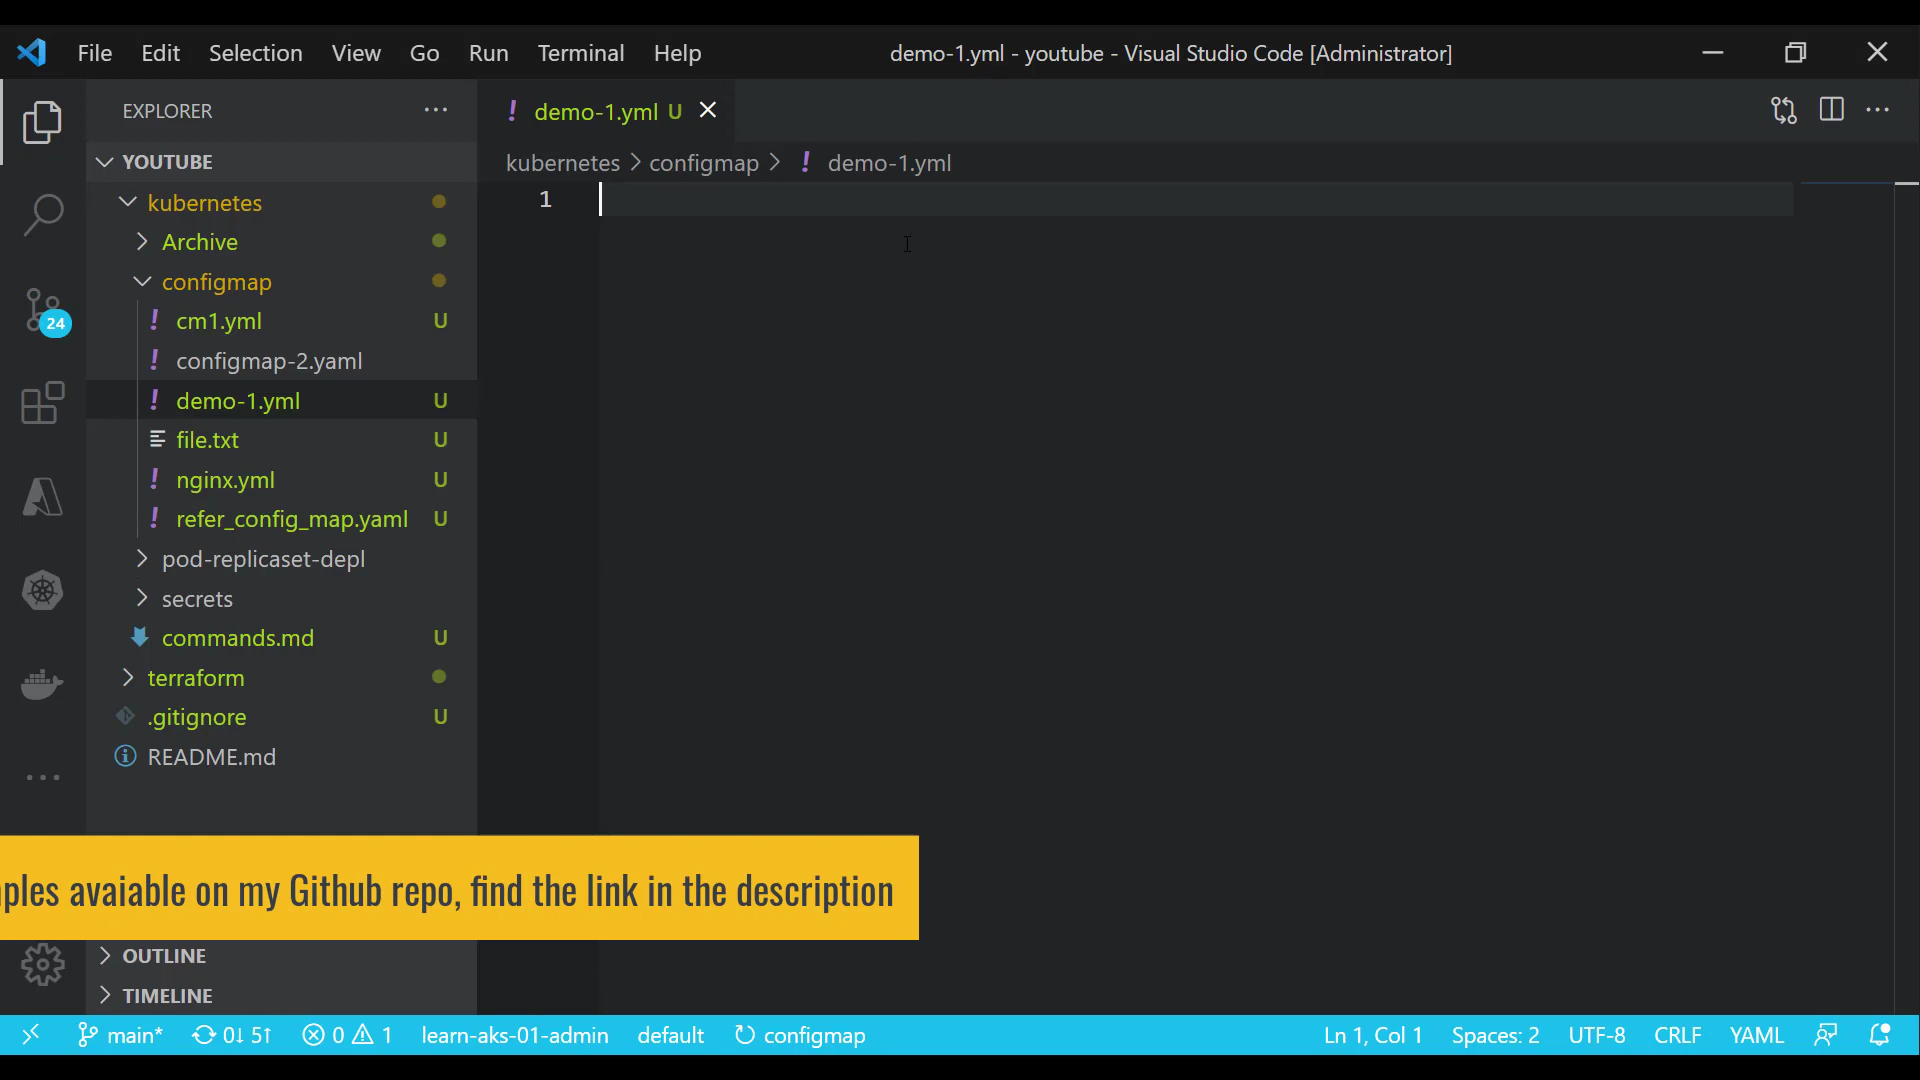 File Edit Selection View Go Run Terminal Help
demo-1.yml - youtube - Visual Studio Code [Administrator]
EXPLORER
demo-1.yml U
YOUTUBE
kubernetes > configmap > ! demo-1.yml
kubernetes
1
Archive
configmap
! cm1.yml U
24
! configmap-2.yaml
! demo-1.yml U
file.txt U
! nginx.yml U
! refer_config_map.yaml U
pod-replicaset-depl
secrets
commands.md U
terraform
.gitignore U
README.md
ples avaiable on my Github repo, find the link in the description
OUTLINE
TIMELINE
main* 0↓ 5↑ 0 1 learn-aks-01-admin default configmap Ln 1, Col 1 Spaces: 2 UTF-8 CRLF YAML